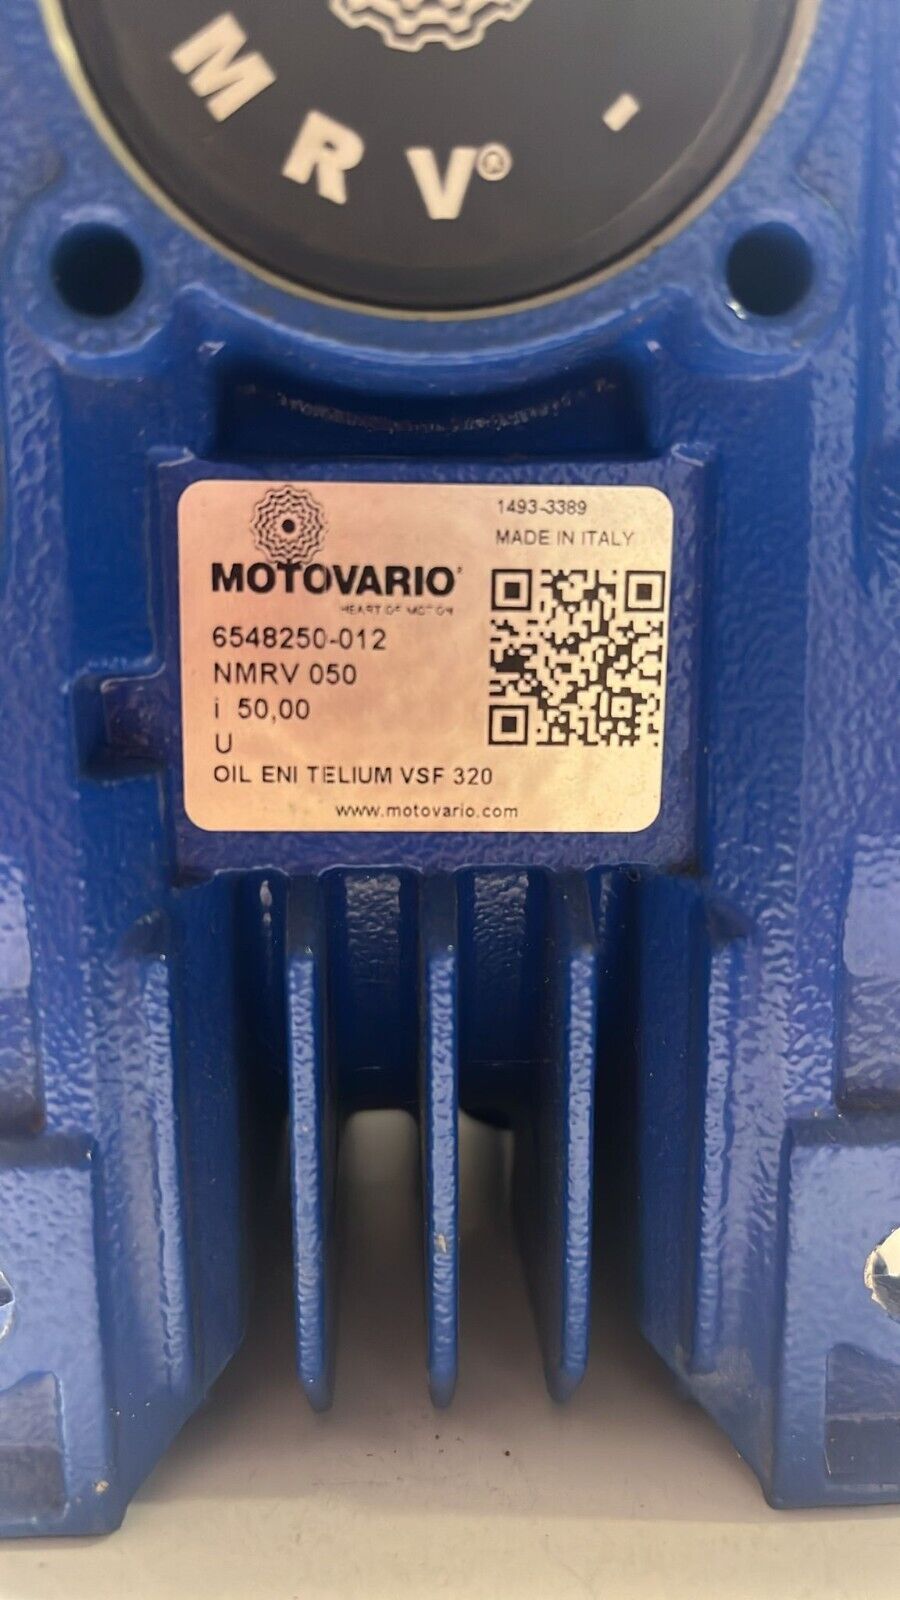 MRV® -
1493-3389
MADE IN ITALY
MOTOVARIO®
HEART OF MOTION
6548250-012
NMRV 050
i 50,00
U
OIL ENI TELIUM VSF 320
www.motovario.com